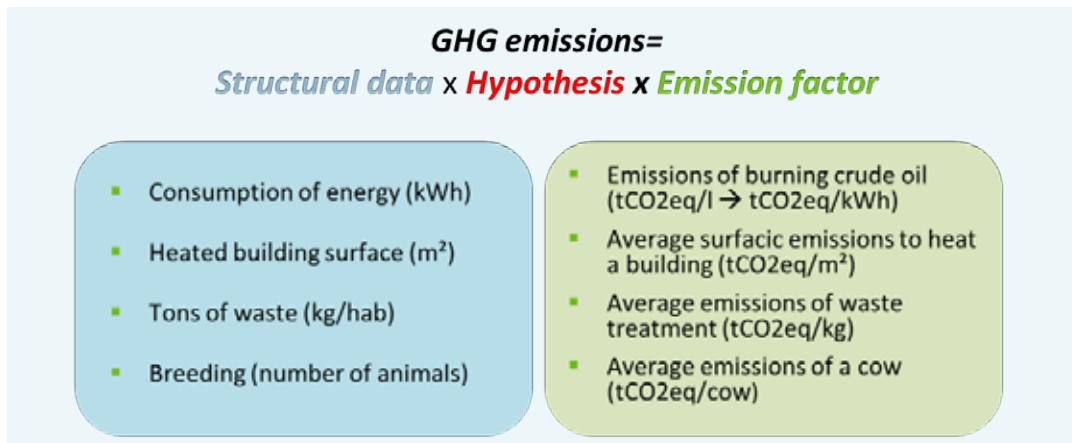 GHG emissions=
Structural data x Hypothesis x Emission factor
▪ Consumption of energy (kWh)
▪ Heated building surface (m²)
▪ Tons of waste (kg/hab)
▪ Breeding (number of animals)
▪ Emissions of burning crude oil
(tCO2eq/l → tCO2eq/kWh)
▪ Average surfacic emissions to heat
a building (tCO2eq/m²)
▪ Average emissions of waste
treatment (tCO2eq/kg)
▪ Average emissions of a cow
(tCO2eq/cow)